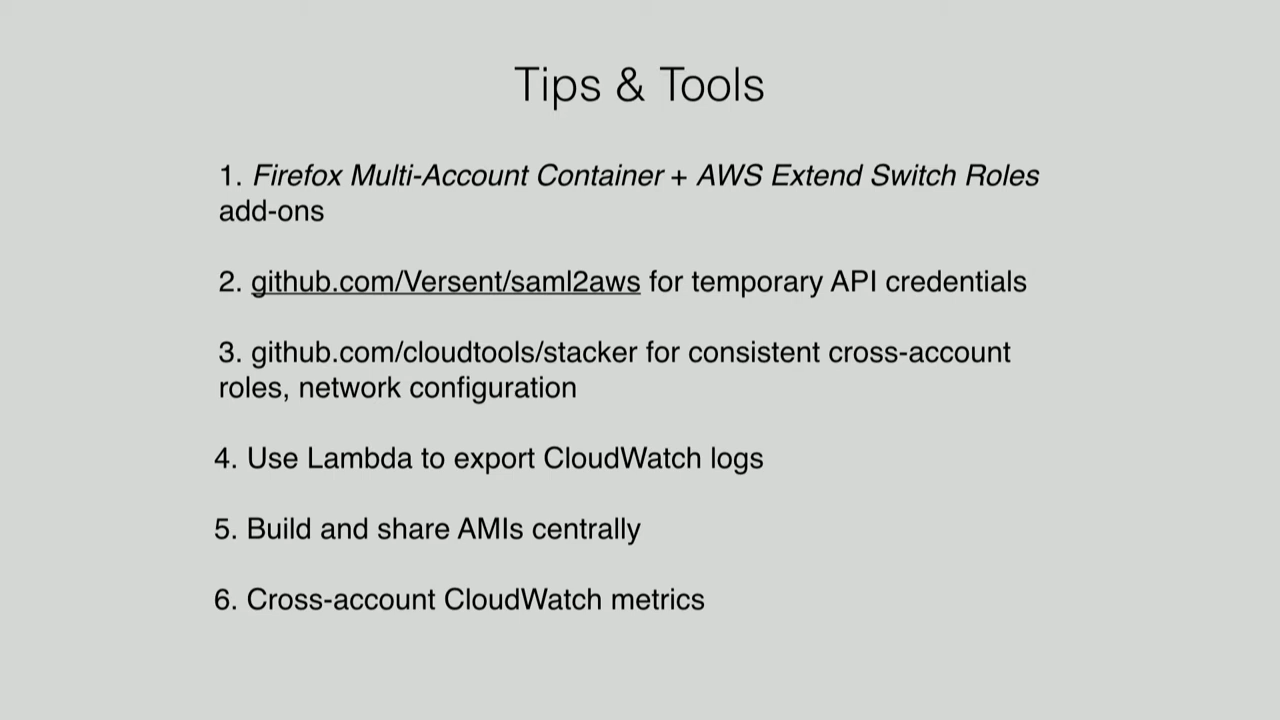 Tips & Tools
1. Firefox Multi-Account Container + AWS Extend Switch Roles
add-ons
2. github.com/Versent/saml2aws for temporary API credentials
3. github.com/cloudtools/stacker for consistent cross-account
roles, network configuration
4. Use Lambda to export CloudWatch logs
5. Build and share AMIs centrally
6. Cross-account CloudWatch metrics